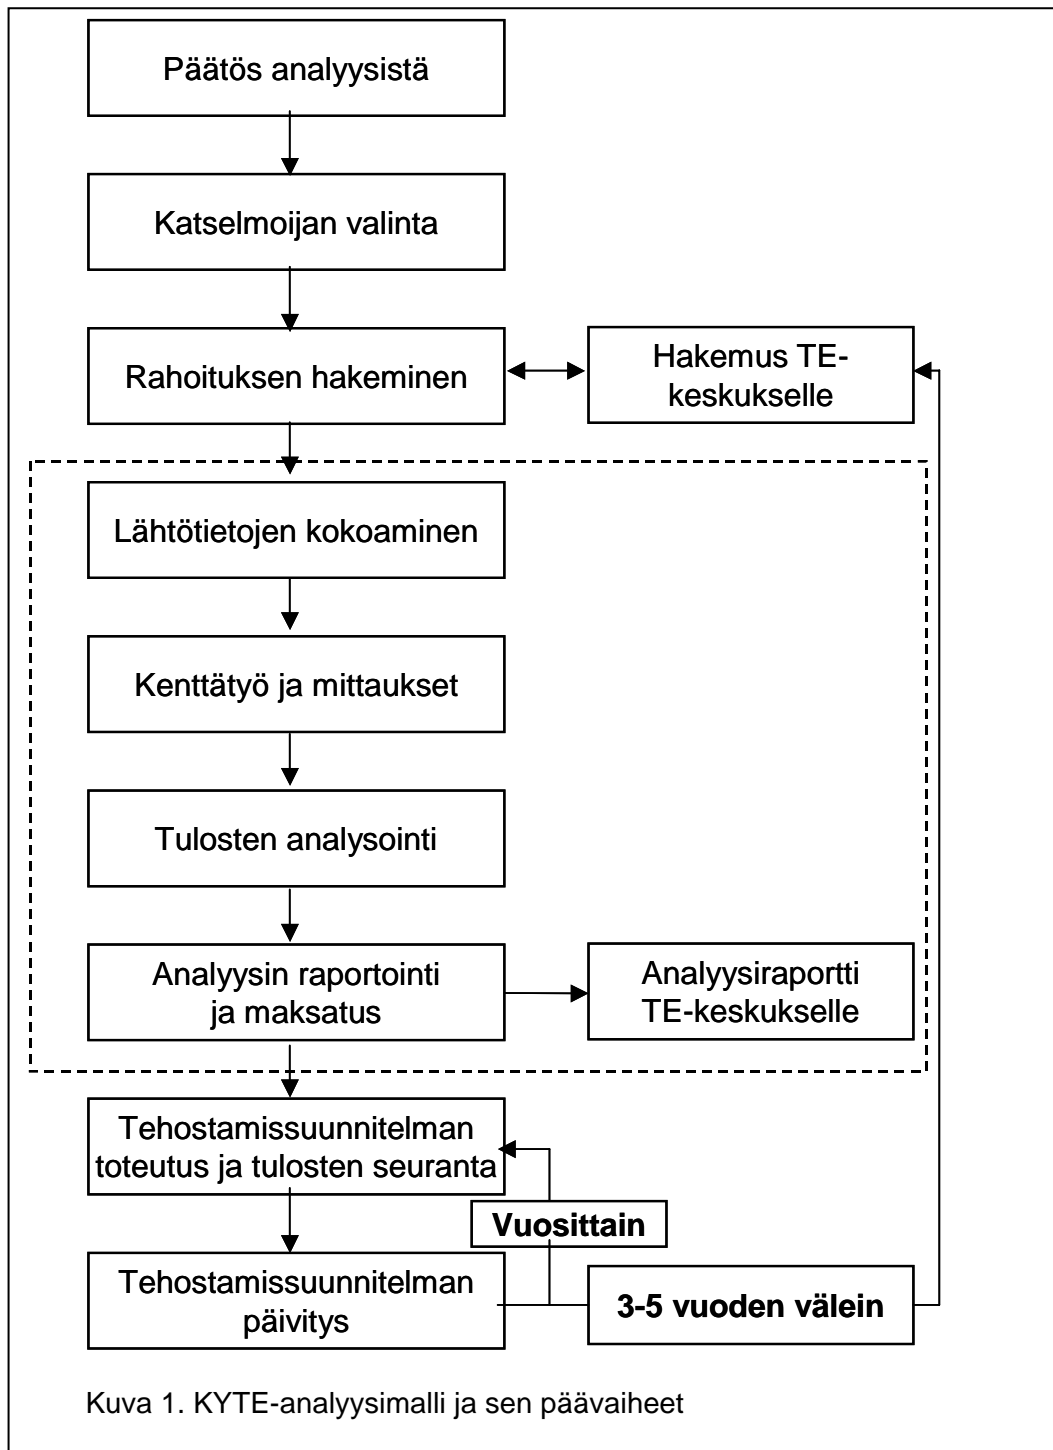 Päätös analyysistä
Katselmoijan valinta
Rahoituksen hakeminen
Hakemus TE-
keskukselle
Lähtötietojen kokoaminen
Kenttätyö ja mittaukset
Tulosten analysointi
Analyysin raportointi
ja maksatus
Analyysiraportti
TE-keskukselle
Tehostamissuunnitelman
toteutus ja tulosten seuranta
Vuosittain
Tehostamissuunnitelman
päivitys
3-5 vuoden välein
Kuva 1. KYTE-analyysimalli ja sen päävaiheet